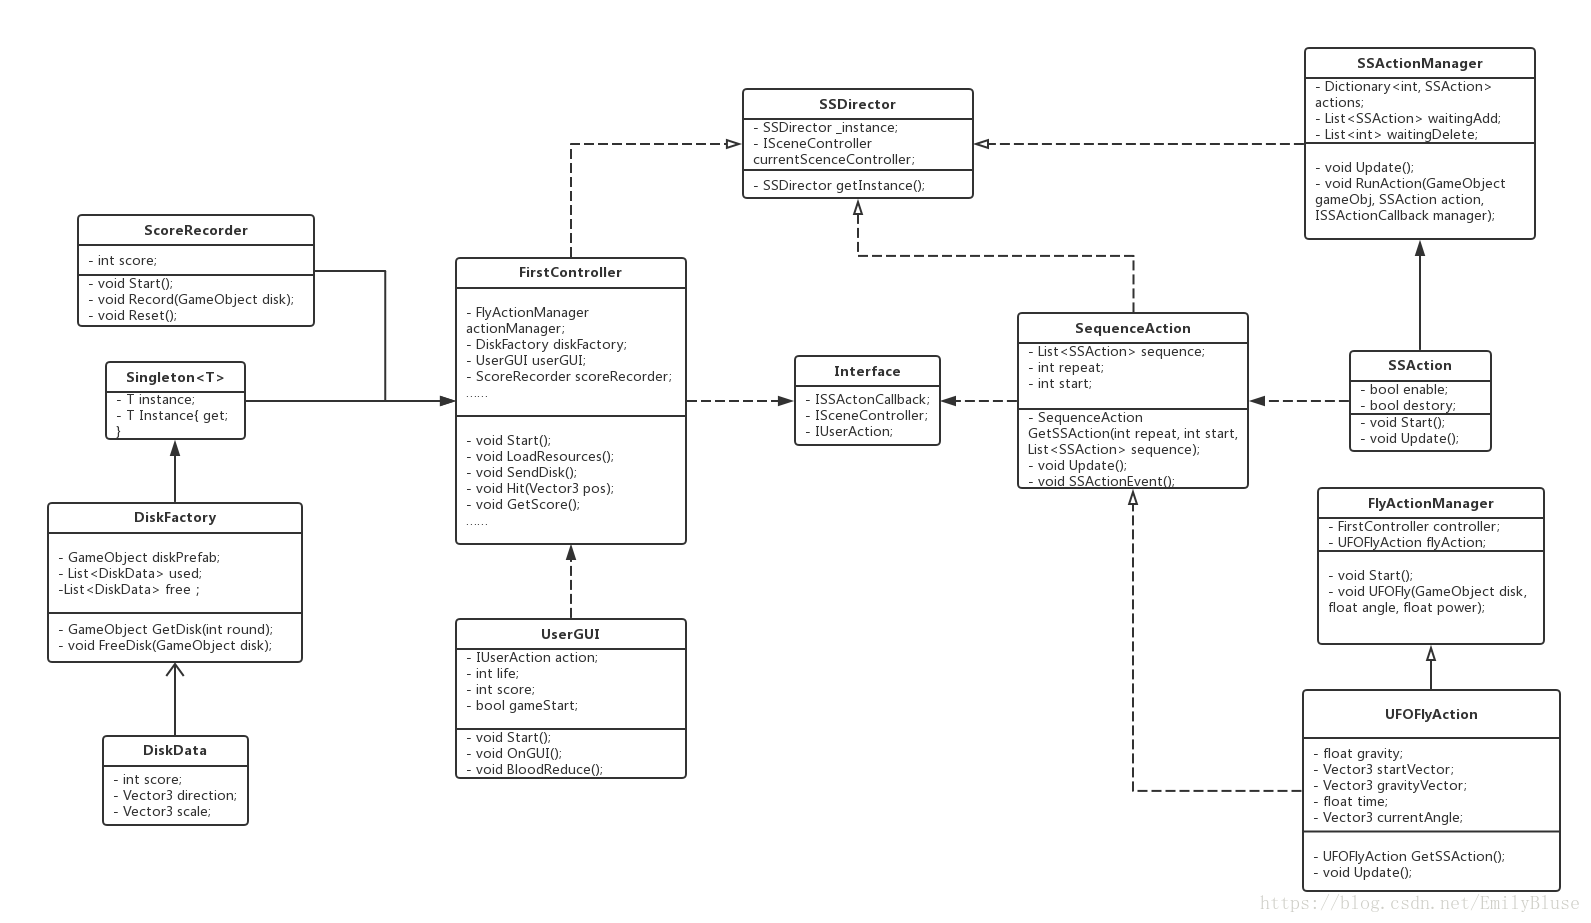 SSActionManager
- Dictionary<int, SSAction>
actions;
- List<SSAction> waitingAdd;
- List<int> waitingDelete;
- void Update();
- void RunAction(GameObject
gameObj, SSAction action,
ISSActionCallback manager);
SSDirector
- SSDirector _instance;
- ISceneController
currentScenceController;
- SSDirector getInstance();
ScoreRecorder
- int score;
- void Start();
- void Record(GameObject disk);
- void Reset();
FirstController
- FlyActionManager
actionManager;
- DiskFactory diskFactory;
- UserGUI userGUI;
- ScoreRecorder scoreRecorder;
……
- void Start();
- void LoadResources();
- void SendDisk();
- void Hit(Vector3 pos);
- void GetScore();
……
SequenceAction
- List<SSAction> sequence;
- int repeat;
- int start;
- SequenceAction
GetSSAction(int repeat, int start,
List<SSAction> sequence);
- void Update();
- void SSActionEvent();
Interface
- ISSActonCallback;
- ISceneController;
- IUserAction;
SSAction
- bool enable;
- bool destory;
- void Start();
- void Update();
Singleton<T>
- T instance;
- T Instance{ get;
}
DiskFactory
- GameObject diskPrefab;
- List<DiskData> used;
-List<DiskData> free ;
- GameObject GetDisk(int round);
- void FreeDisk(GameObject disk);
FlyActionManager
- FirstController controller;
- UFOFlyAction flyAction;
- void Start();
- void UFOFly(GameObject disk,
float angle, float power);
UserGUI
- IUserAction action;
- int life;
- int score;
- bool gameStart;
- void Start();
- void OnGUI();
- void BloodReduce();
UFOFlyAction
- float gravity;
- Vector3 startVector;
- Vector3 gravityVector;
- float time;
- Vector3 currentAngle;
- UFOFlyAction GetSSAction();
- void Update();
DiskData
- int score;
- Vector3 direction;
- Vector3 scale;
https://blog.csdn.net/EmilyBluse